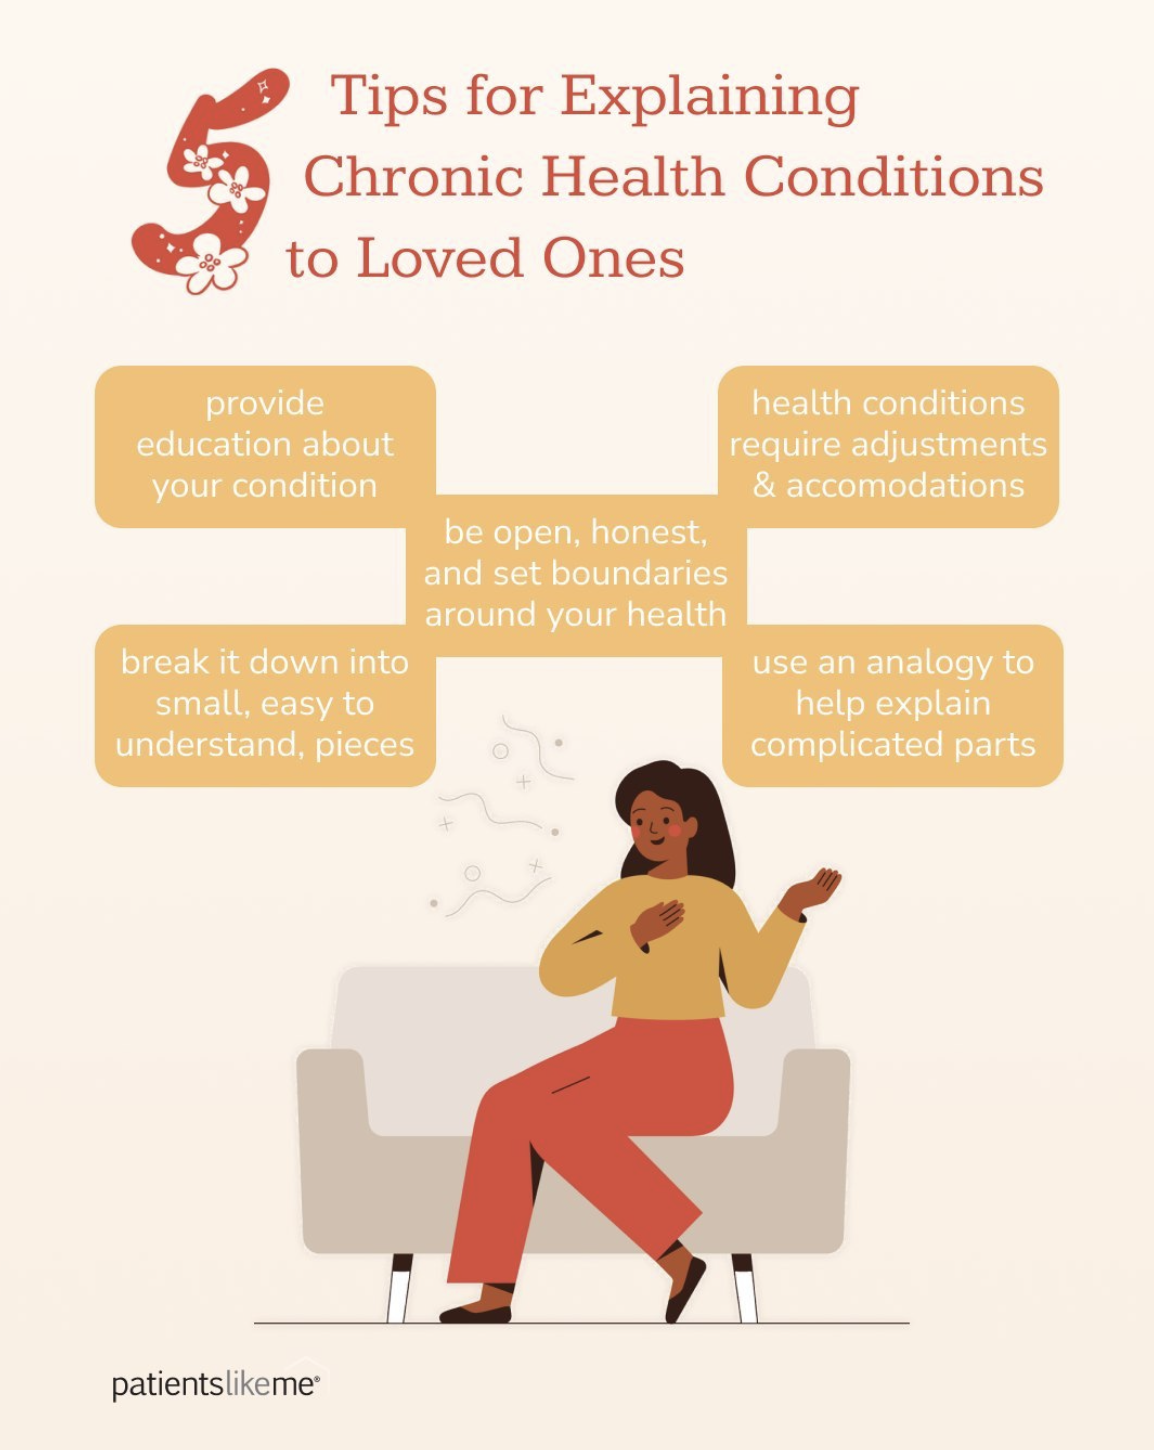 5 Tips for Explaining
Chronic Health Conditions
to Loved Ones
provide
education about
your condition
health conditions
require adjustments
& accomodations
be open, honest,
and set boundaries
around your health
break it down into
small, easy to
understand, pieces
use an analogy to
help explain
complicated parts
patientslikeme®